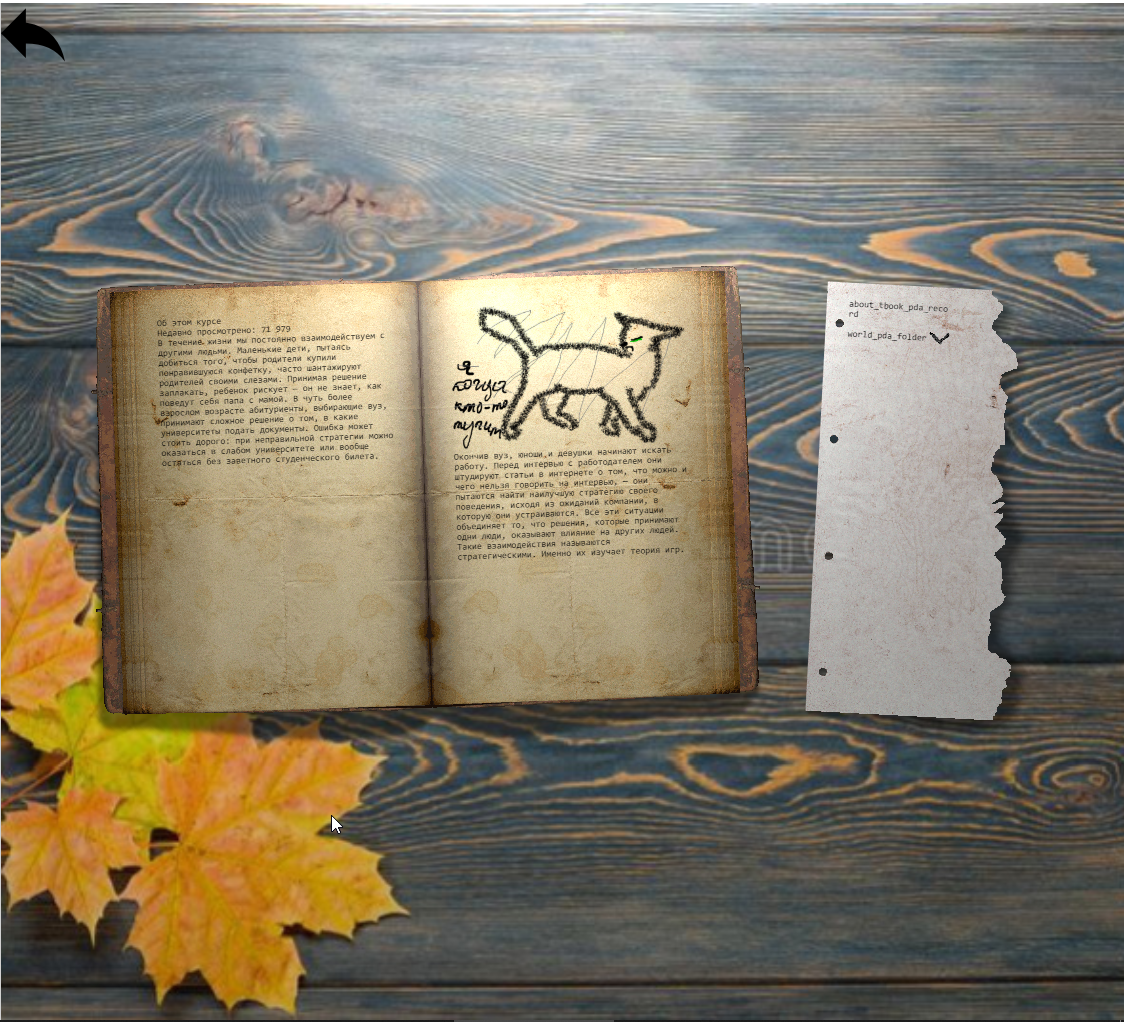 Об этом курсе
Недавно просмотрено: 71 979
В течение жизни мы постоянно взаимодействуем с
другими людьми. Маленькие дети, пытаясь
добиться того, чтобы родители купили
понравившуюся конфетку, часто шантажируют
родителей своими слезами. Принимая решение
заплакать, ребенок рискует — он не знает, как
поведут себя папа с мамой. В чуть более
взрослом возрасте абитуриенты, выбирающие вуз,
принимают сложное решение о том, в какие
университеты подать документы. Ошибка может
стоить дорого: при неправильной стратегии можно
оказаться в слабом университете или вообще
остаться без заветного студенческого билета.
я
когда
кто-то
Окончив вуз, юноши и девушки начинают искать
работу. Перед интервью с работодателем они
штудируют статьи в интернете о том, что можно и
чего нельзя говорить на интервью, — они
пытаются найти наилучшую стратегию своего
поведения, исходя из ожиданий компании, в
которую они устраиваются. Все эти ситуации
объединяет то, что решения, которые принимают
одни люди, оказывают влияние на других людей.
Такие взаимодействия называются
стратегическими. Именно их изучает теория игр.
about_tbook_pda_reco
rd
world_pda_folder